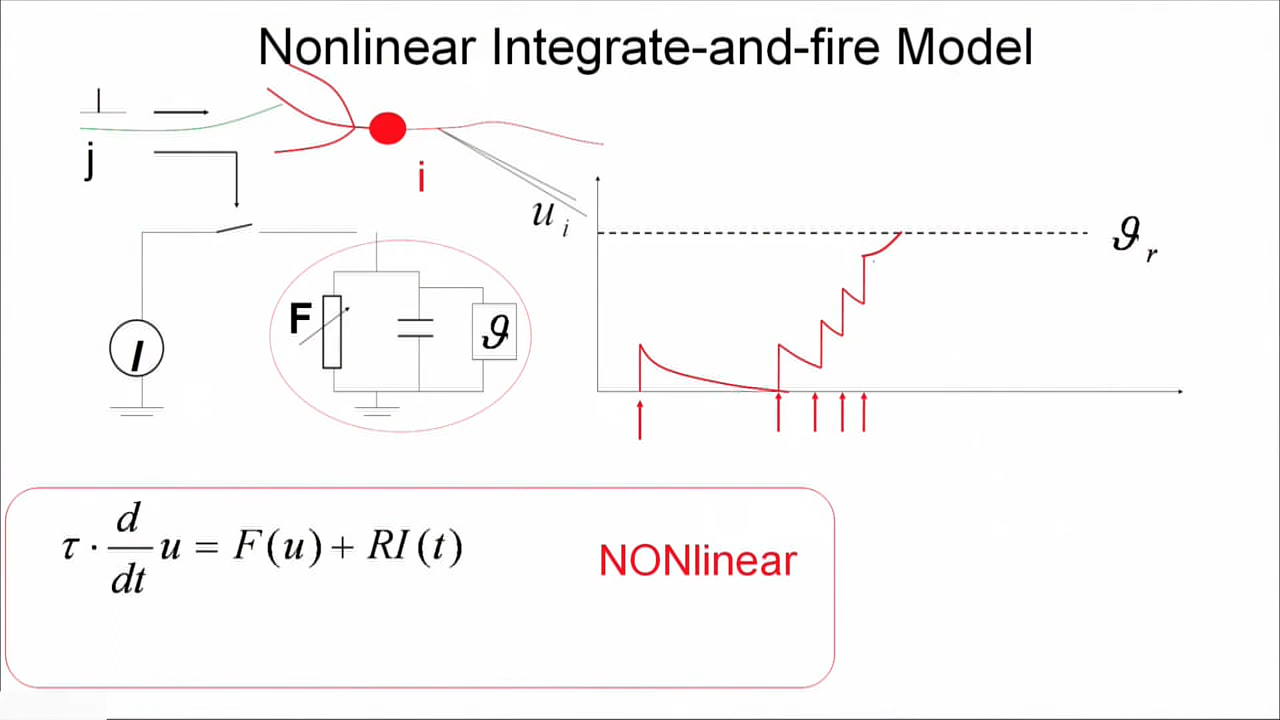 Nonlinear Integrate-and-fire Model
j
i
u i
ϑ r
F
ϑ
I
τ · d/dt u = F(u) + RI(t)
NONlinear